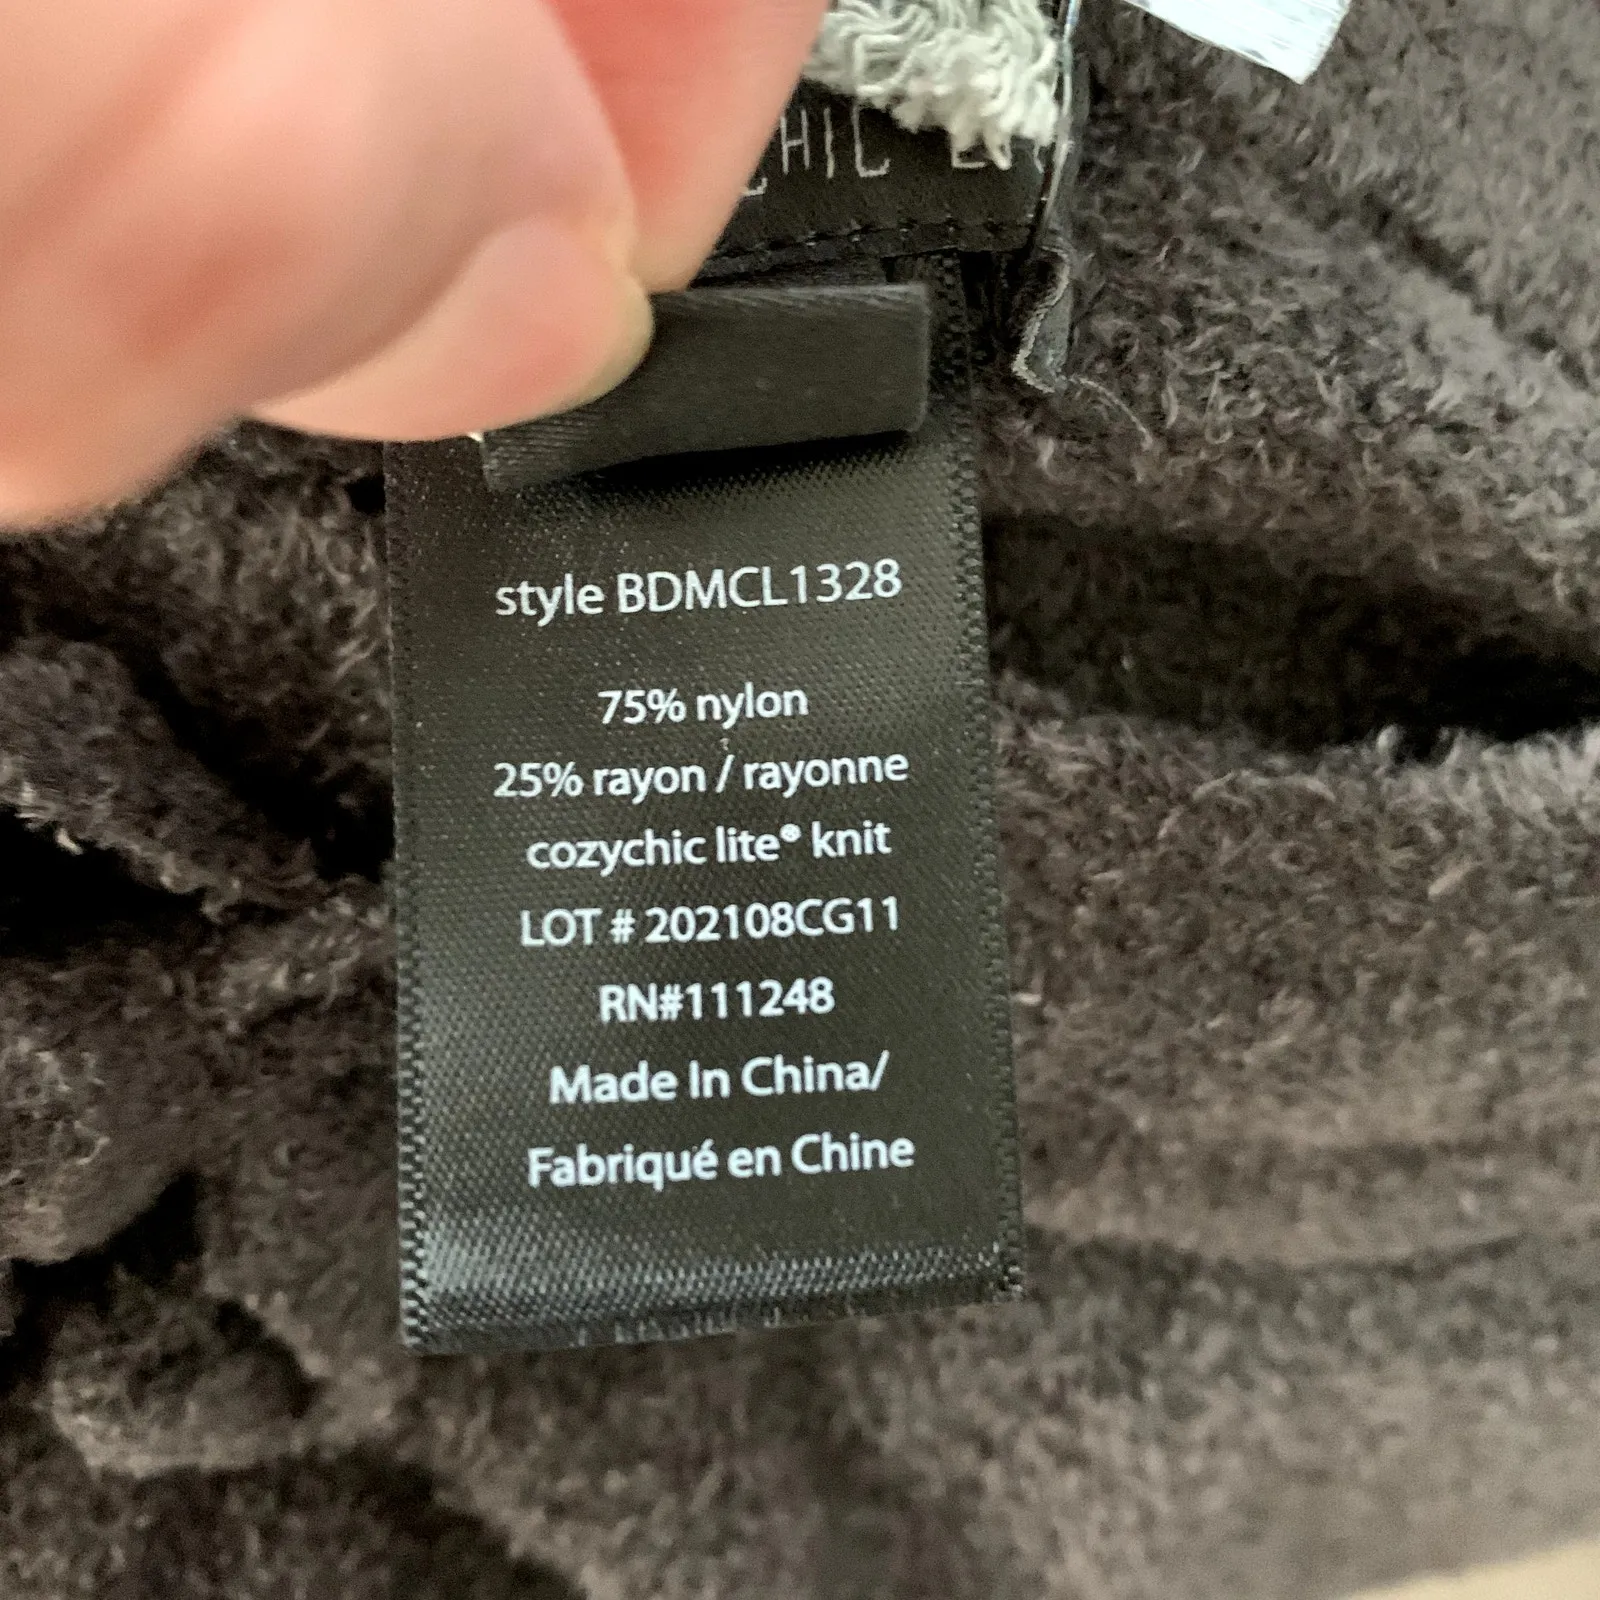 CHIC
style BDMCL1328
75% nylon
25% rayon / rayonne
cozychic lite® knit
LOT # 202108CG11
RN#111248
Made In China/
Fabriqué en Chine